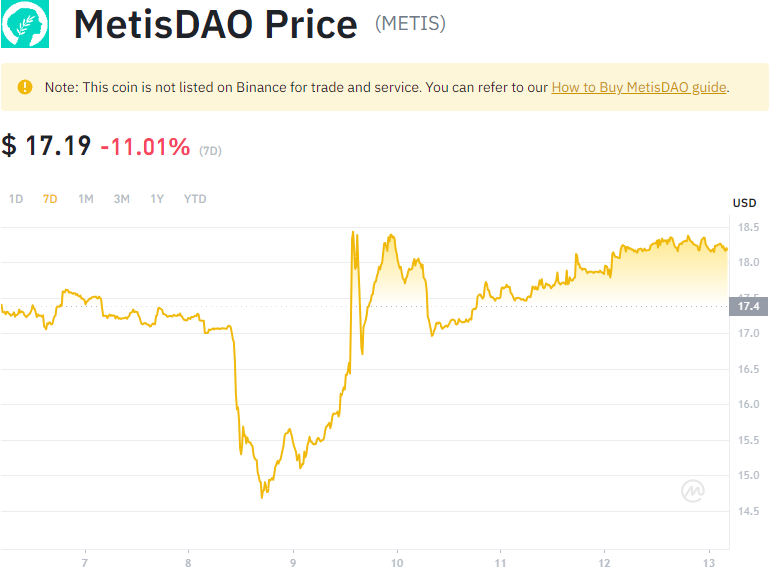 MetisDAO Price (METIS)
Note: This coin is not listed on Binance for trade and service. You can refer to our How to Buy MetisDAO guide.
$ 17.19 -11.01% (7D)
1D 7D 1M 3M 1Y YTD
USD
18.5
18.0
17.5
17.4
17.0
16.5
16.0
15.5
15.0
14.5
7 8 9 10 11 12 13